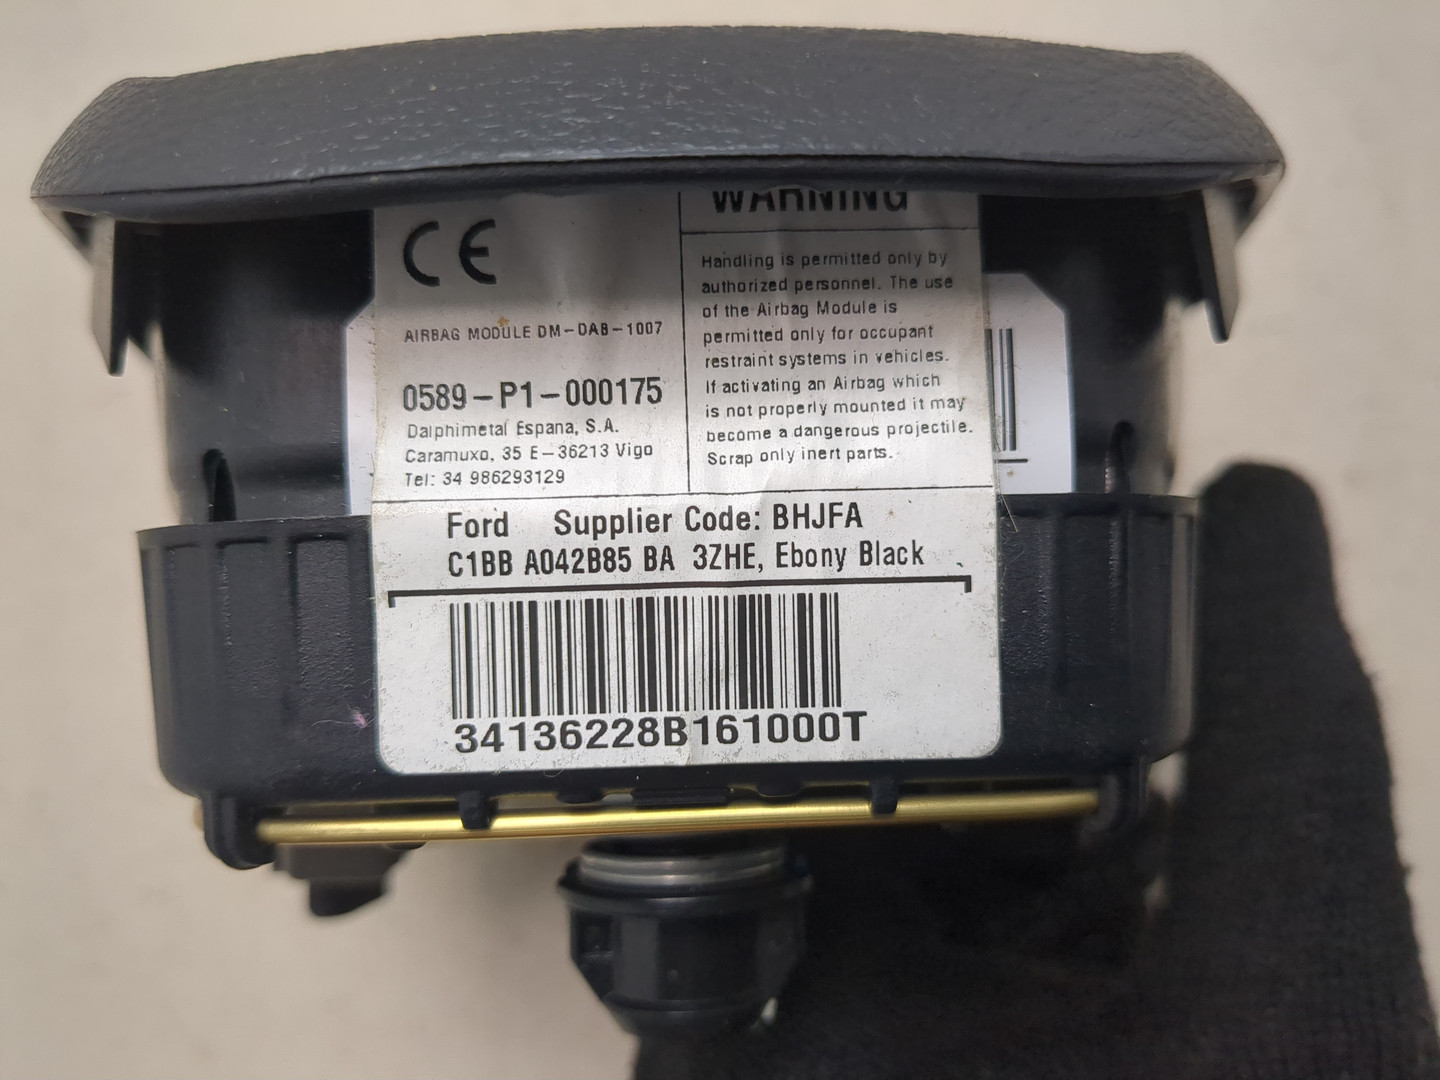 CE
AIRBAG MODULE DM-DAB-1007
0589-P1-000175
Dalphimetal Espana, S.A.
Caramuxo, 35 E-36213 Vigo
Tel: 34 986293129
WARNING
Handling is permitted only by
authorized personnel. The use
of the Airbag Module is
permitted only for occupant
restraint systems in vehicles.
If activating an Airbag which
is not properly mounted it may
become a dangerous projectile.
Scrap only inert parts.
Ford Supplier Code: BHJFA
C1BB A042B85 BA 3ZHE, Ebony Black
34136228B161000T